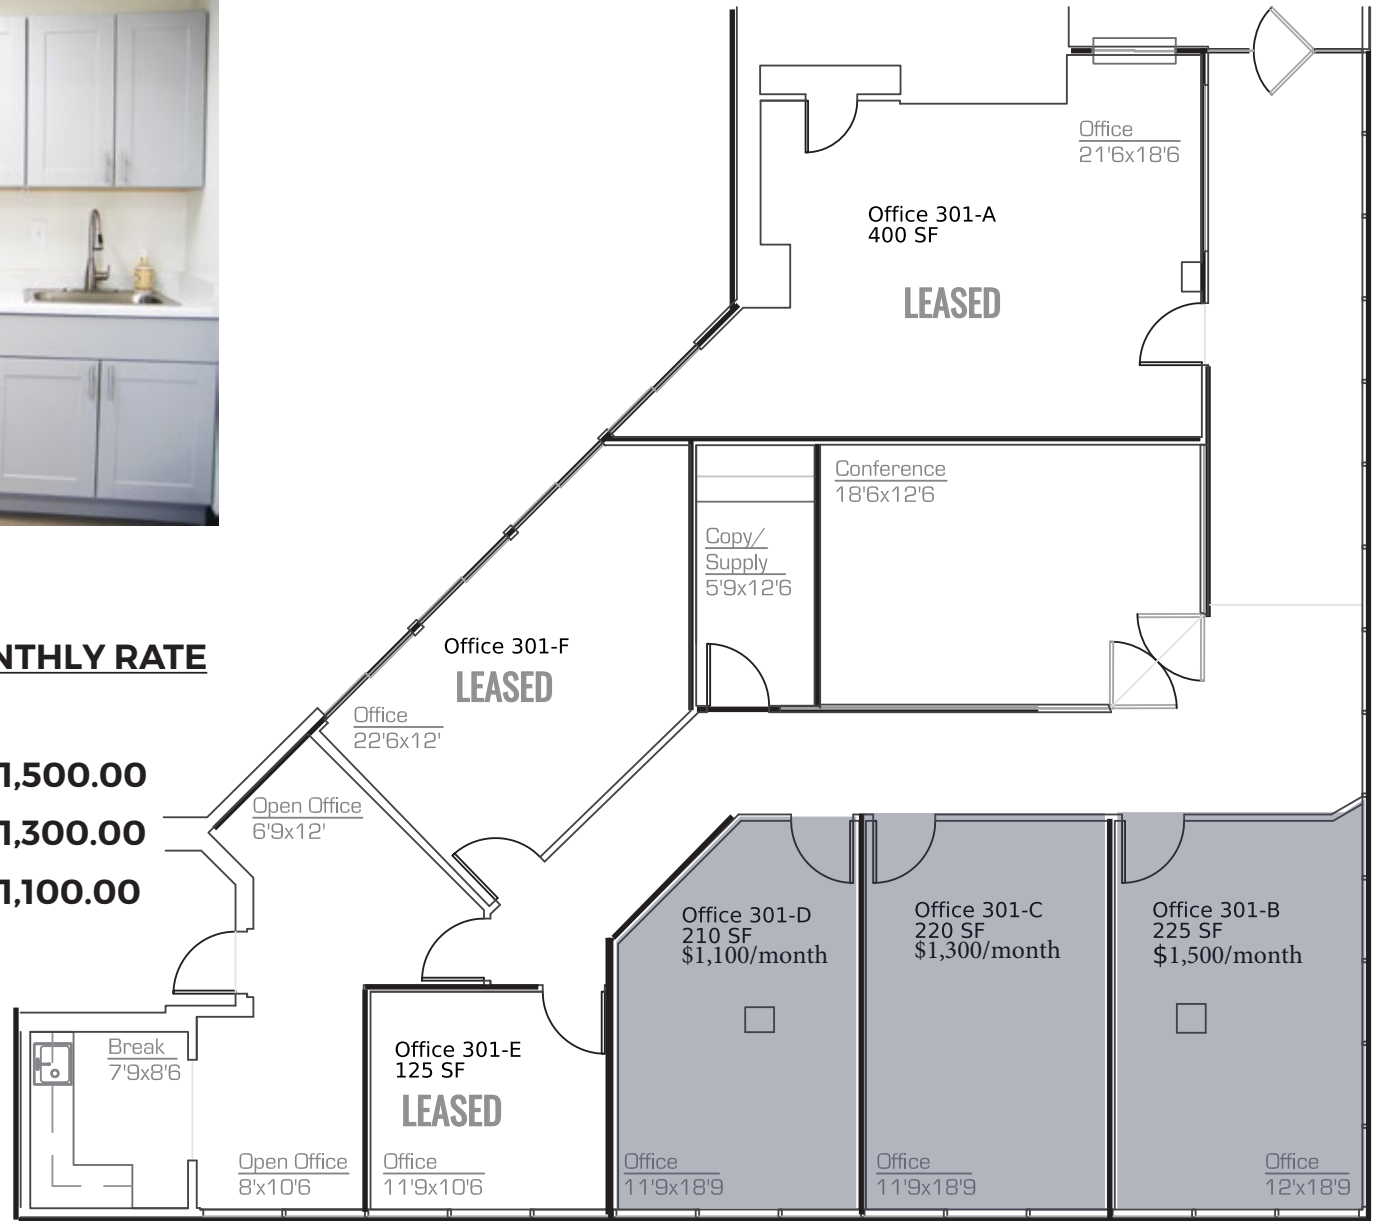 Office
21'6x18'6
Office 301-A
400 SF
LEASED
Conference
18'6x12'6
Copy/
Supply
5'9x12'6
Office 301-F
LEASED
Office
22'6x12'
NTHLY RATE
1,500.00
1,300.00
1,100.00
Open Office
6'9x12'
Office 301-D
210 SF
$1,100/month
Office 301-C
220 SF
$1,300/month
Office 301-B
225 SF
$1,500/month
Break
7'9x8'6
Office 301-E
125 SF
LEASED
Open Office
8'x10'6
Office
11'9x10'6
Office
11'9x18'9
Office
11'9x18'9
Office
12'x18'9